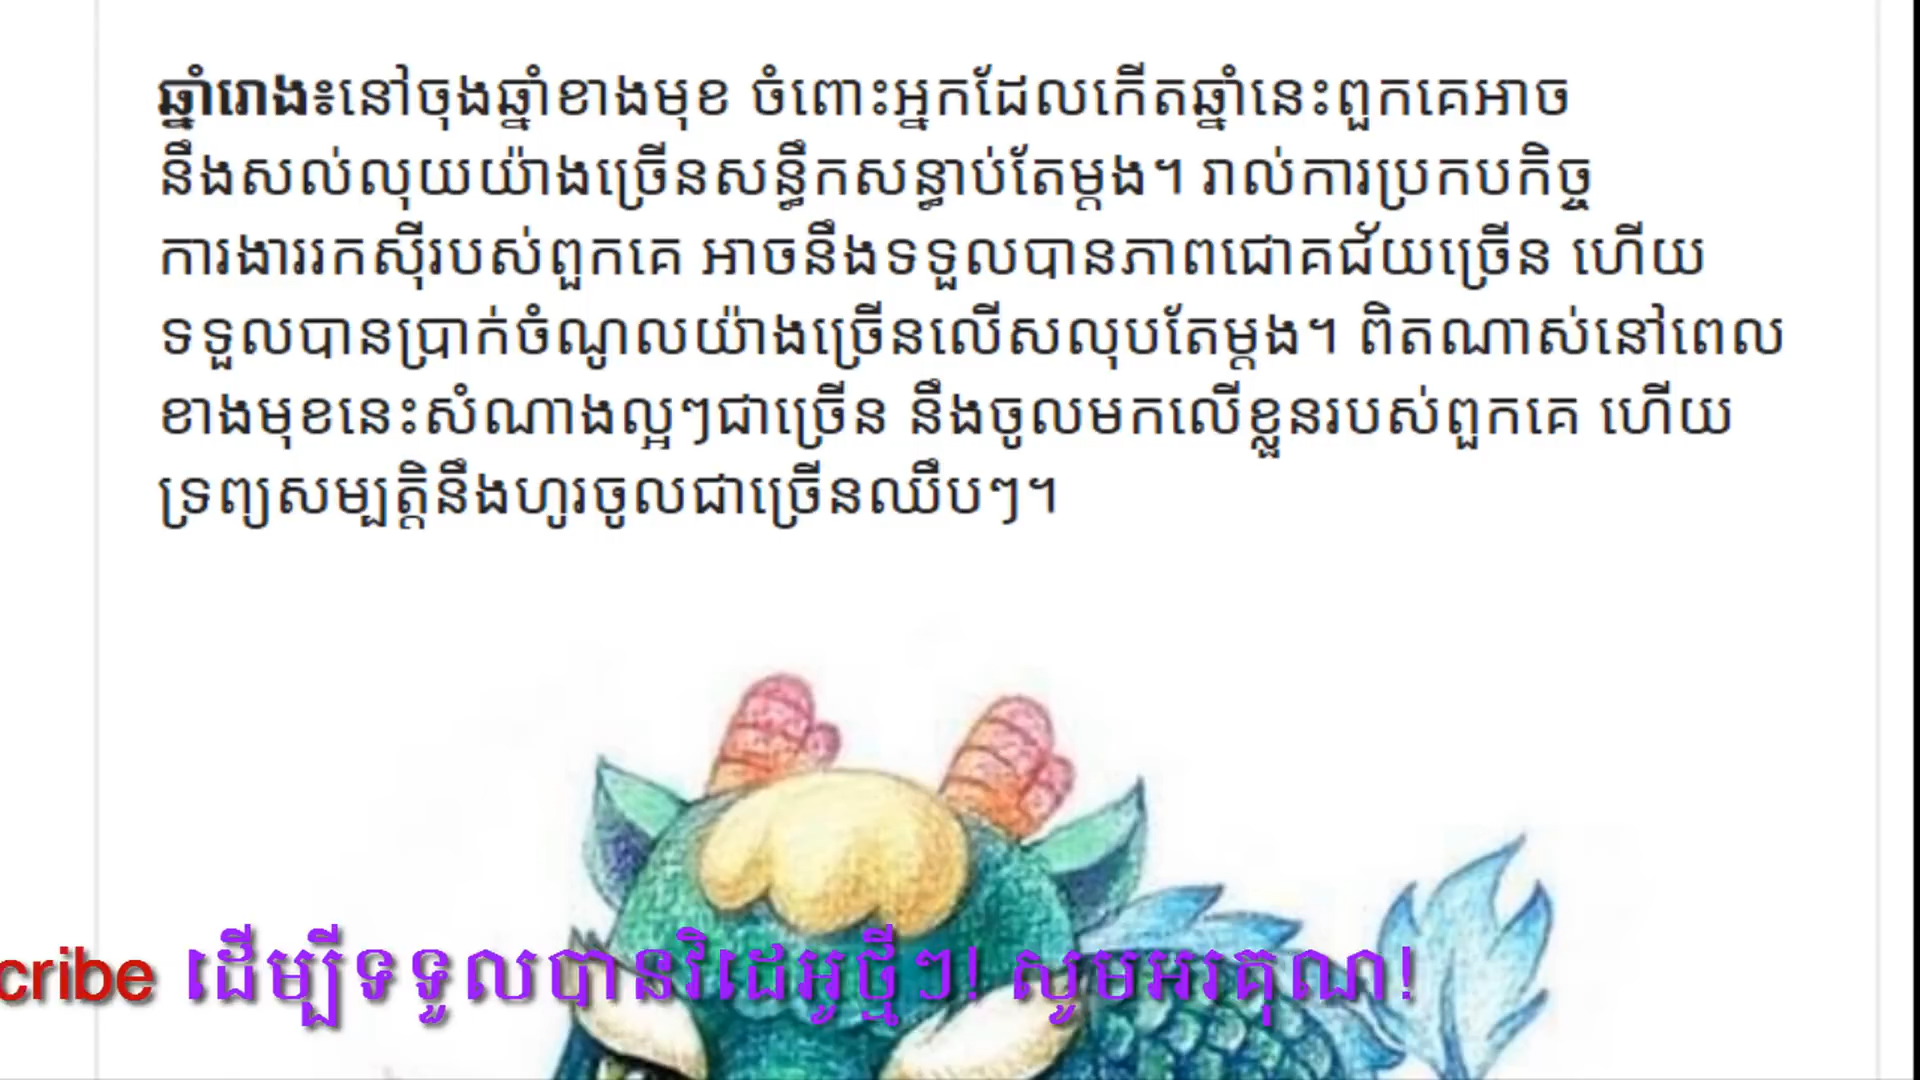 ឆ្នាំរោង៖នៅចុងឆ្នាំខាងមុខ ចំពោះអ្នកដែលកើតឆ្នាំនេះពួកគេអាច
នឹងសល់លុយយ៉ាងច្រើនសន្ធឹកសន្ធាប់តែម្ដង។ រាល់ការប្រកបកិច្ច
ការងាររកស៊ីរបស់ពួកគេ អាចនឹងទទួលបានភាពជោគជ័យច្រើន ហើយ
ទទួលបានប្រាក់ចំណូលយ៉ាងច្រើនលើសលុបតែម្ដង។ ពិតណាស់នៅពេល
ខាងមុខនេះសំណាងល្អៗជាច្រើន នឹងចូលមកលើខ្លួនរបស់ពួកគេ ហើយ
ទ្រព្យសម្បត្តិនឹងហូរចូលជាច្រើនឈឹបៗ។
cribe ដើម្បីទទួលបានវិដេអូថ្មីៗ! សូមអរគុណ!